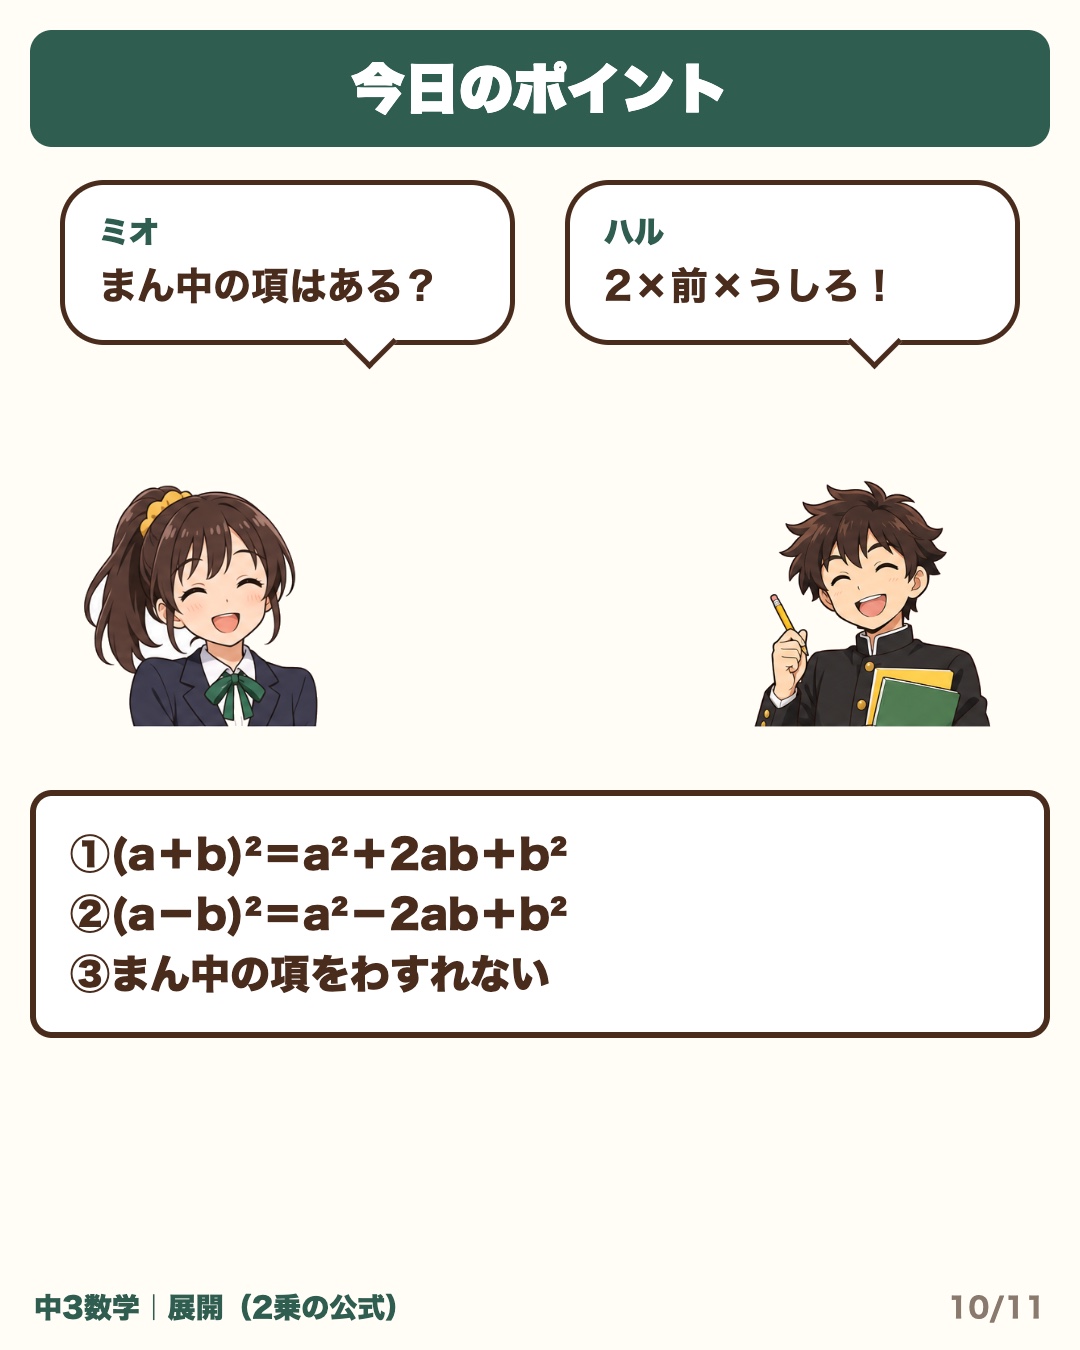 今日のポイント
ミオ
まん中の項はある？
ハル
2×前×うしろ！
①(a＋b)²＝a²＋2ab＋b²
②(a－b)²＝a²－2ab＋b²
③まん中の項をわすれない
中3数学｜展開（2乗の公式）
10/11